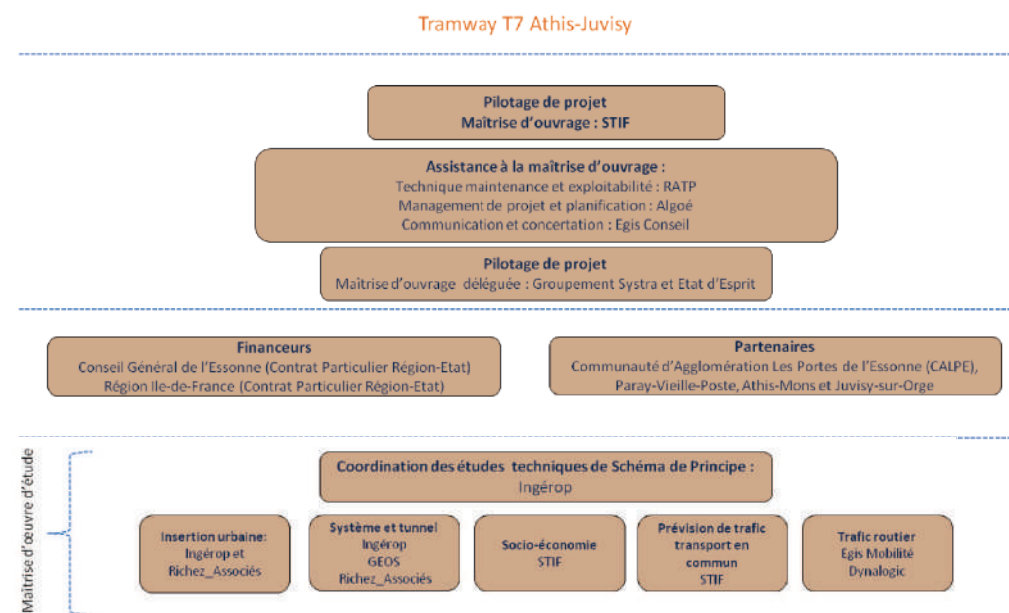 Tramway T7 Athis-Juvisy
Pilotage de projet
Maîtrise d'ouvrage : STIF
Assistance à la maîtrise d'ouvrage :
Technique maintenance et exploitabilité : RATP
Management de projet et planification : Algoé
Communication et concertation : Egis Conseil
Pilotage de projet
Maîtrise d'ouvrage déléguée : Groupement Systra et Etat d'Esprit
Financeurs
Conseil Général de l'Essonne (Contrat Particulier Région-Etat)
Région Ile-de-France (Contrat Particulier Région-Etat)
Partenaires
Communauté d'Agglomération Les Portes de l'Essonne (CALPE),
Paray-Vieille-Poste, Athis-Mons et Juvisy-sur-Orge
Maîtrise d'œuvre d'étude
Coordination des études techniques de Schéma de Principe :
Ingérop
Insertion urbaine:
Ingérop et
Richez_Associés
Système et tunnel
Ingérop
GEOS
Richez_Associés
Socio-économie
STIF
Prévision de trafic
transport en
commun
STIF
Trafic routier
Egis Mobilité
Dynalogic